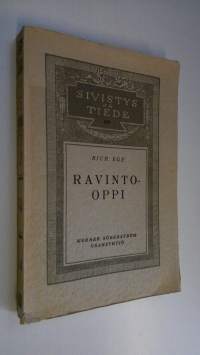 SIVISTYS
JA
TIEDE
RICH. EGE
RAVINTO-
OPPI
WERNER SÖDERSTRÖM
OSAKEYHTIÖ